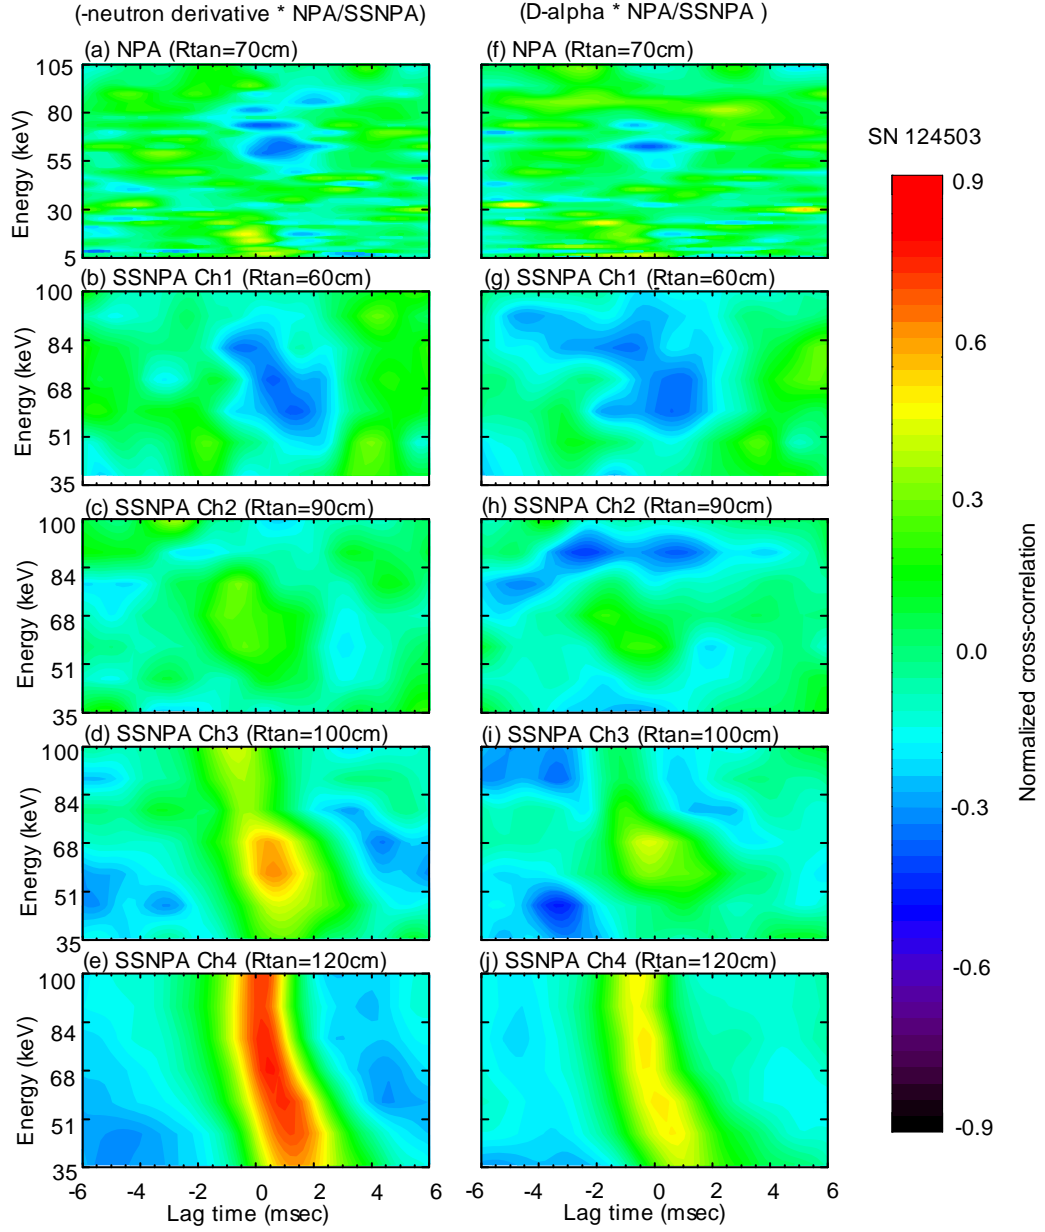 (-neutron derivative * NPA/SSNPA)
(D-alpha * NPA/SSNPA )
(a) NPA (Rtan=70cm)
105
80
55
30
5
Energy (keV)
(f) NPA (Rtan=70cm)
(b) SSNPA Ch1 (Rtan=60cm)
100
84
68
51
35
Energy (keV)
(g) SSNPA Ch1 (Rtan=60cm)
(c) SSNPA Ch2 (Rtan=90cm)
100
84
68
51
35
Energy (keV)
(h) SSNPA Ch2 (Rtan=90cm)
(d) SSNPA Ch3 (Rtan=100cm)
100
84
68
51
35
Energy (keV)
(i) SSNPA Ch3 (Rtan=100cm)
(e) SSNPA Ch4 (Rtan=120cm)
100
84
68
51
35
Energy (keV)
-6 -4 -2 0 2 4 6
Lag time (msec)
(j) SSNPA Ch4 (Rtan=120cm)
-6 -4 -2 0 2 4 6
Lag time (msec)
SN 124503
0.9
0.6
0.3
0.0
-0.3
-0.6
-0.9
Normalized cross-correlation